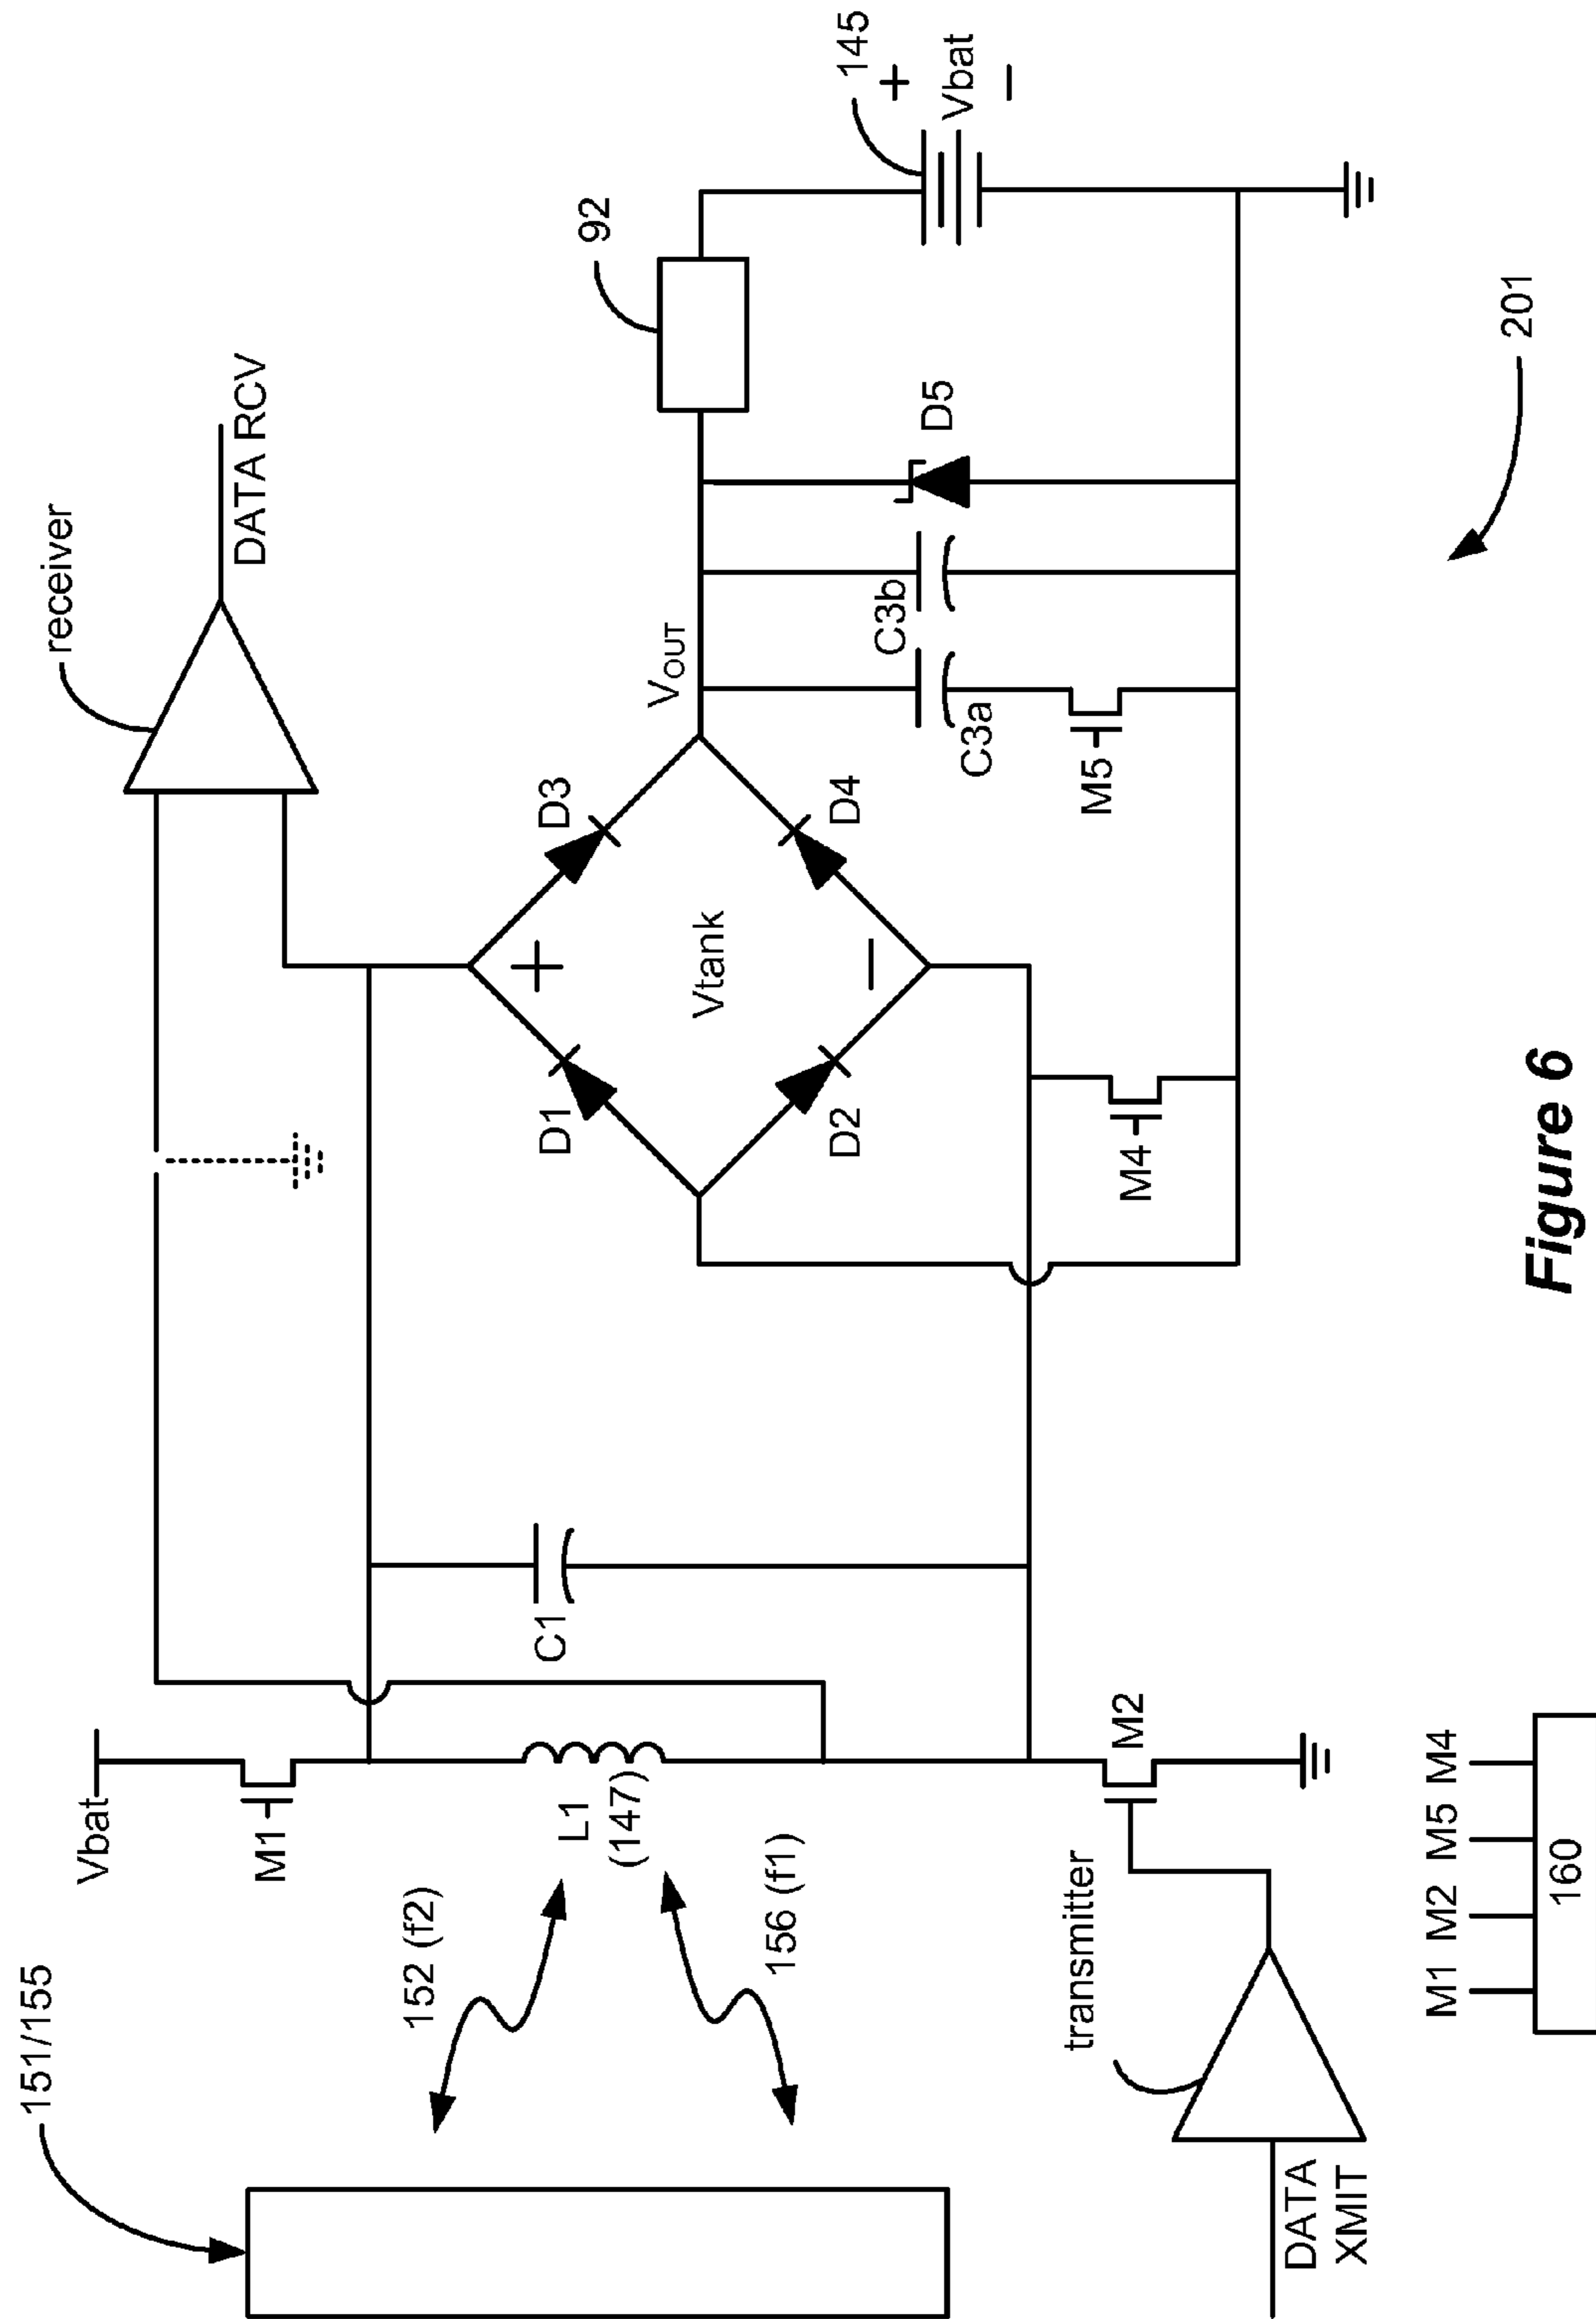 151/155
152 (f2)
156 (f1)
Vbat
M1
L1
(147)
C1
receiver
DATA RCV
D1
D3
D2
D4
+
Vtank
−
VOUT
92
145
+
Vbat
−
C3a
C3b
D5
M5
M4
M2
transmitter
DATA
XMIT
M1 M2 M5 M4
160
201
Figure 6